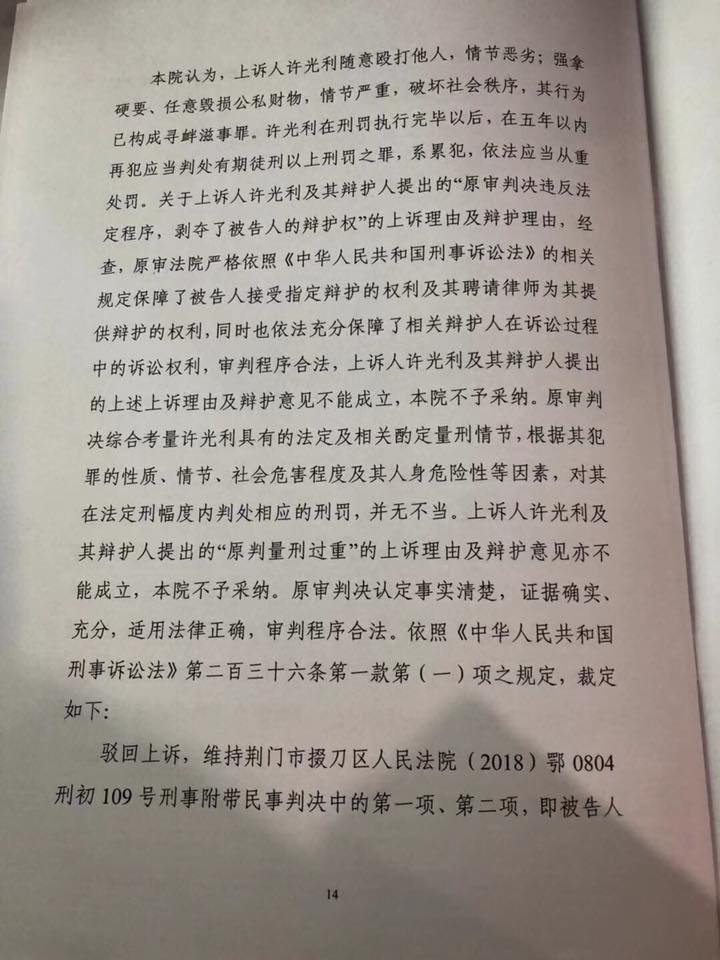 本院认为，上诉人许光利随意殴打他人，情节恶劣；强拿
硬要、任意毁损公私财物，情节严重，破坏社会秩序，其行为
已构成寻衅滋事罪。许光利在刑罚执行完毕以后，在五年以内
再犯应当判处有期徒刑以上刑罚之罪，系累犯，依法应当从重
处罚。关于上诉人许光利及其辩护人提出的“原审判决违反法
定程序，剥夺了被告人的辩护权”的上诉理由及辩护理由，经
查，原审法院严格依照《中华人民共和国刑事诉讼法》的相关
规定保障了被告人接受指定辩护的权利及其聘请律师为其提
供辩护的权利，同时也依法充分保障了相关辩护人在诉讼过程
中的诉讼权利，审判程序合法，上诉人许光利及其辩护人提出
的上述上诉理由及辩护意见不能成立，本院不予采纳。原审判
决综合考量许光利具有的法定及相关酌定量刑情节，根据其犯
罪的性质、情节、社会危害程度及其人身危险性等因素，对其
在法定刑幅度内判处相应的刑罚，并无不当。上诉人许光利及
其辩护人提出的“原判量刑过重”的上诉理由及辩护意见亦不
能成立，本院不予采纳。原审判决认定事实清楚，证据确实、
充分，适用法律正确，审判程序合法。依照《中华人民共和国
刑事诉讼法》第二百三十六条第一款第（一）项之规定，裁定
如下：
驳回上诉，维持荆门市掇刀区人民法院（2018）鄂 0804
刑初 109 号刑事附带民事判决中的第一项、第二项，即被告人
14